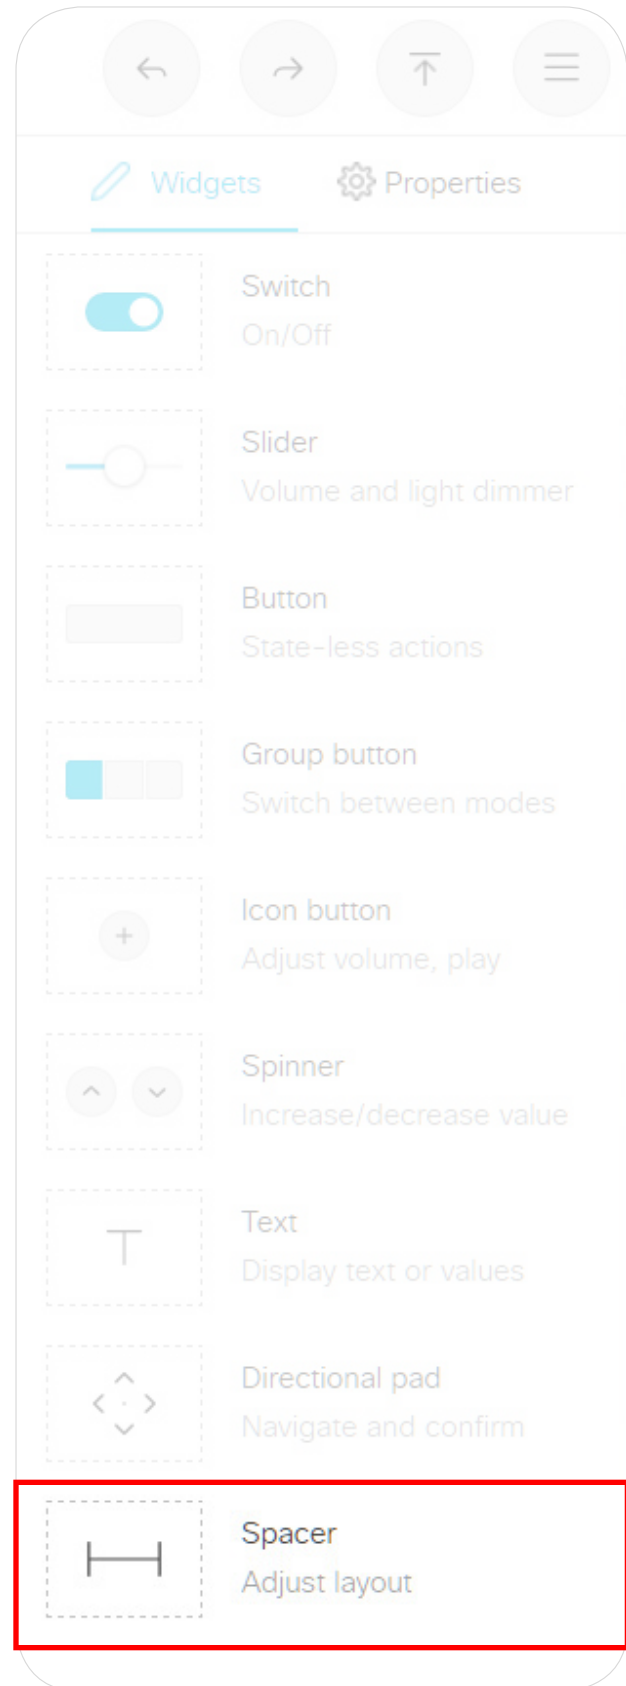 Widgets
Properties
Switch
On/Off
Slider
Volume and light dimmer
Button
State-less actions
Group button
Switch between modes
Icon button
Adjust volume, play
Spinner
Increase/decrease value
Text
Display text or values
Directional pad
Navigate and confirm
Spacer
Adjust layout